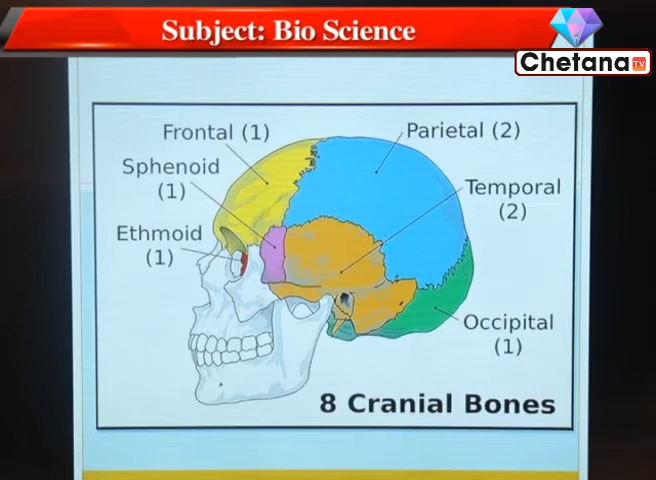 Subject: Bio Science
Chetana TV
Frontal (1)
Parietal (2)
Sphenoid
(1)
Temporal
(2)
Ethmoid
(1)
Occipital
(1)
8 Cranial Bones